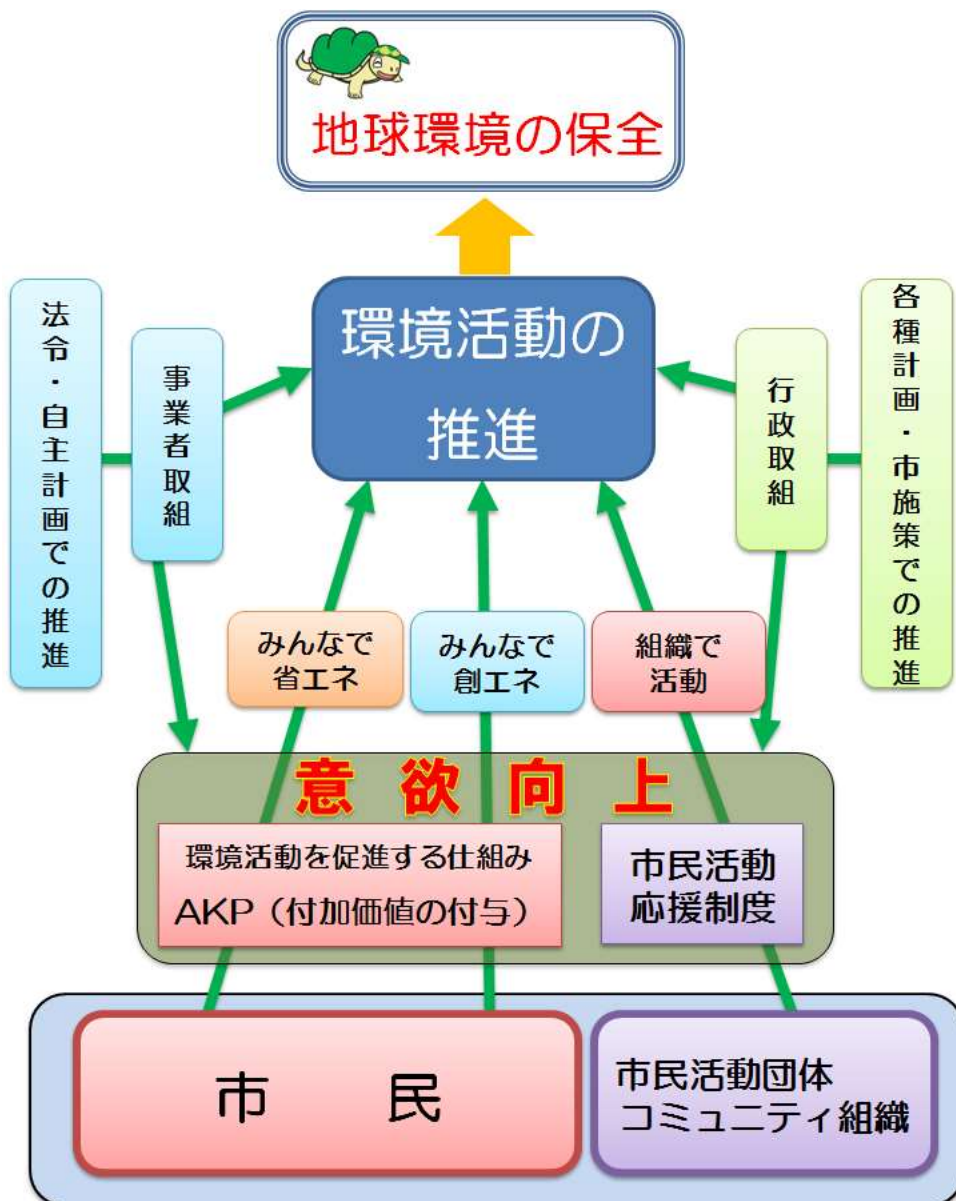 地球環境の保全
環境活動の
推進
法令・自主計画での推進
事業者取組
行政取組
各種計画・市施策での推進
みんなで
省エネ
みんなで
創エネ
組織で
活動
意欲向上
環境活動を促進する仕組み
AKP（付加価値の付与）
市民活動
応援制度
市　民
市民活動団体
コミュニティ組織